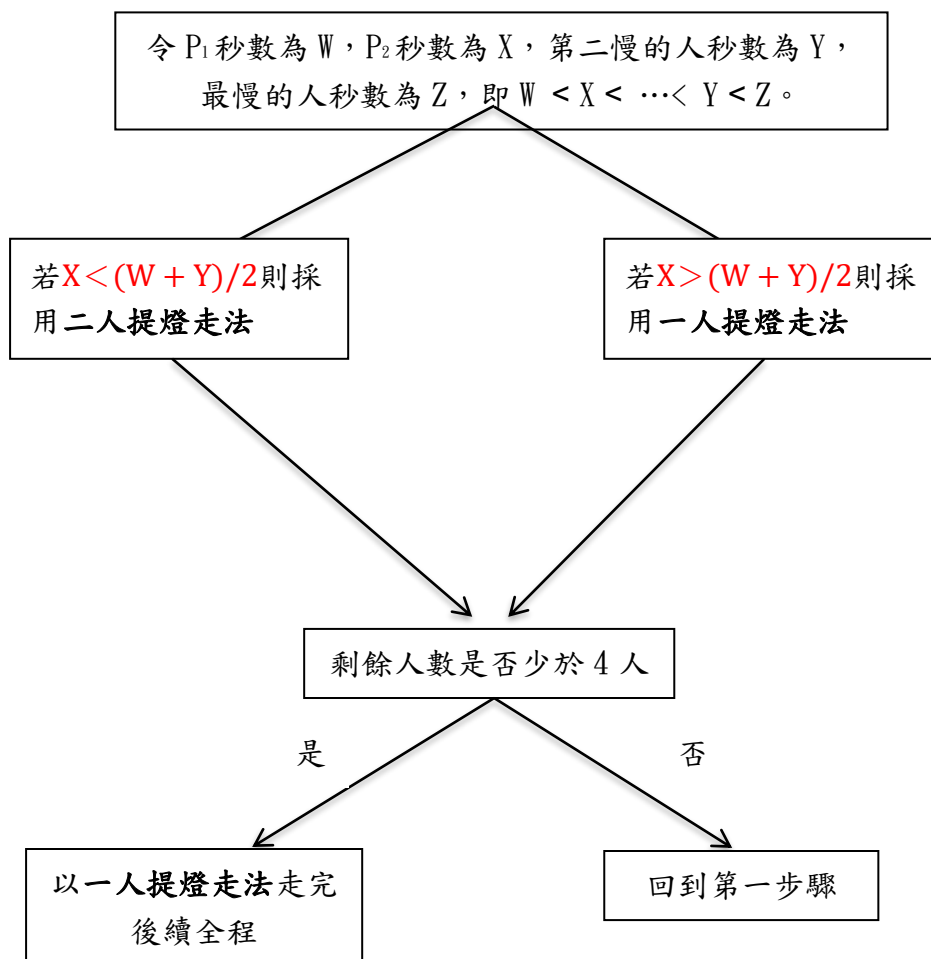 令 P₁ 秒數為 W，P₂ 秒數為 X，第二慢的人秒數為 Y，
最慢的人秒數為 Z，即 W < X < …< Y < Z。
若X＜(W + Y)/2則採
用二人提燈走法
若X＞(W + Y)/2則採
用一人提燈走法
剩餘人數是否少於 4 人
是
否
以一人提燈走法走完
後續全程
回到第一步驟